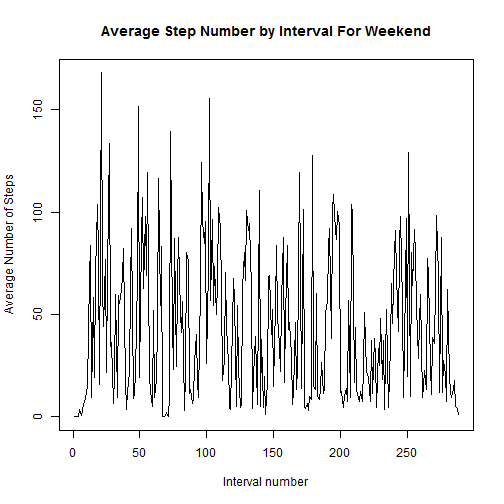 Average Step Number by Interval For Weekend
Average Number of Steps
150
100
50
0
0 50 100 150 200 250
Interval number